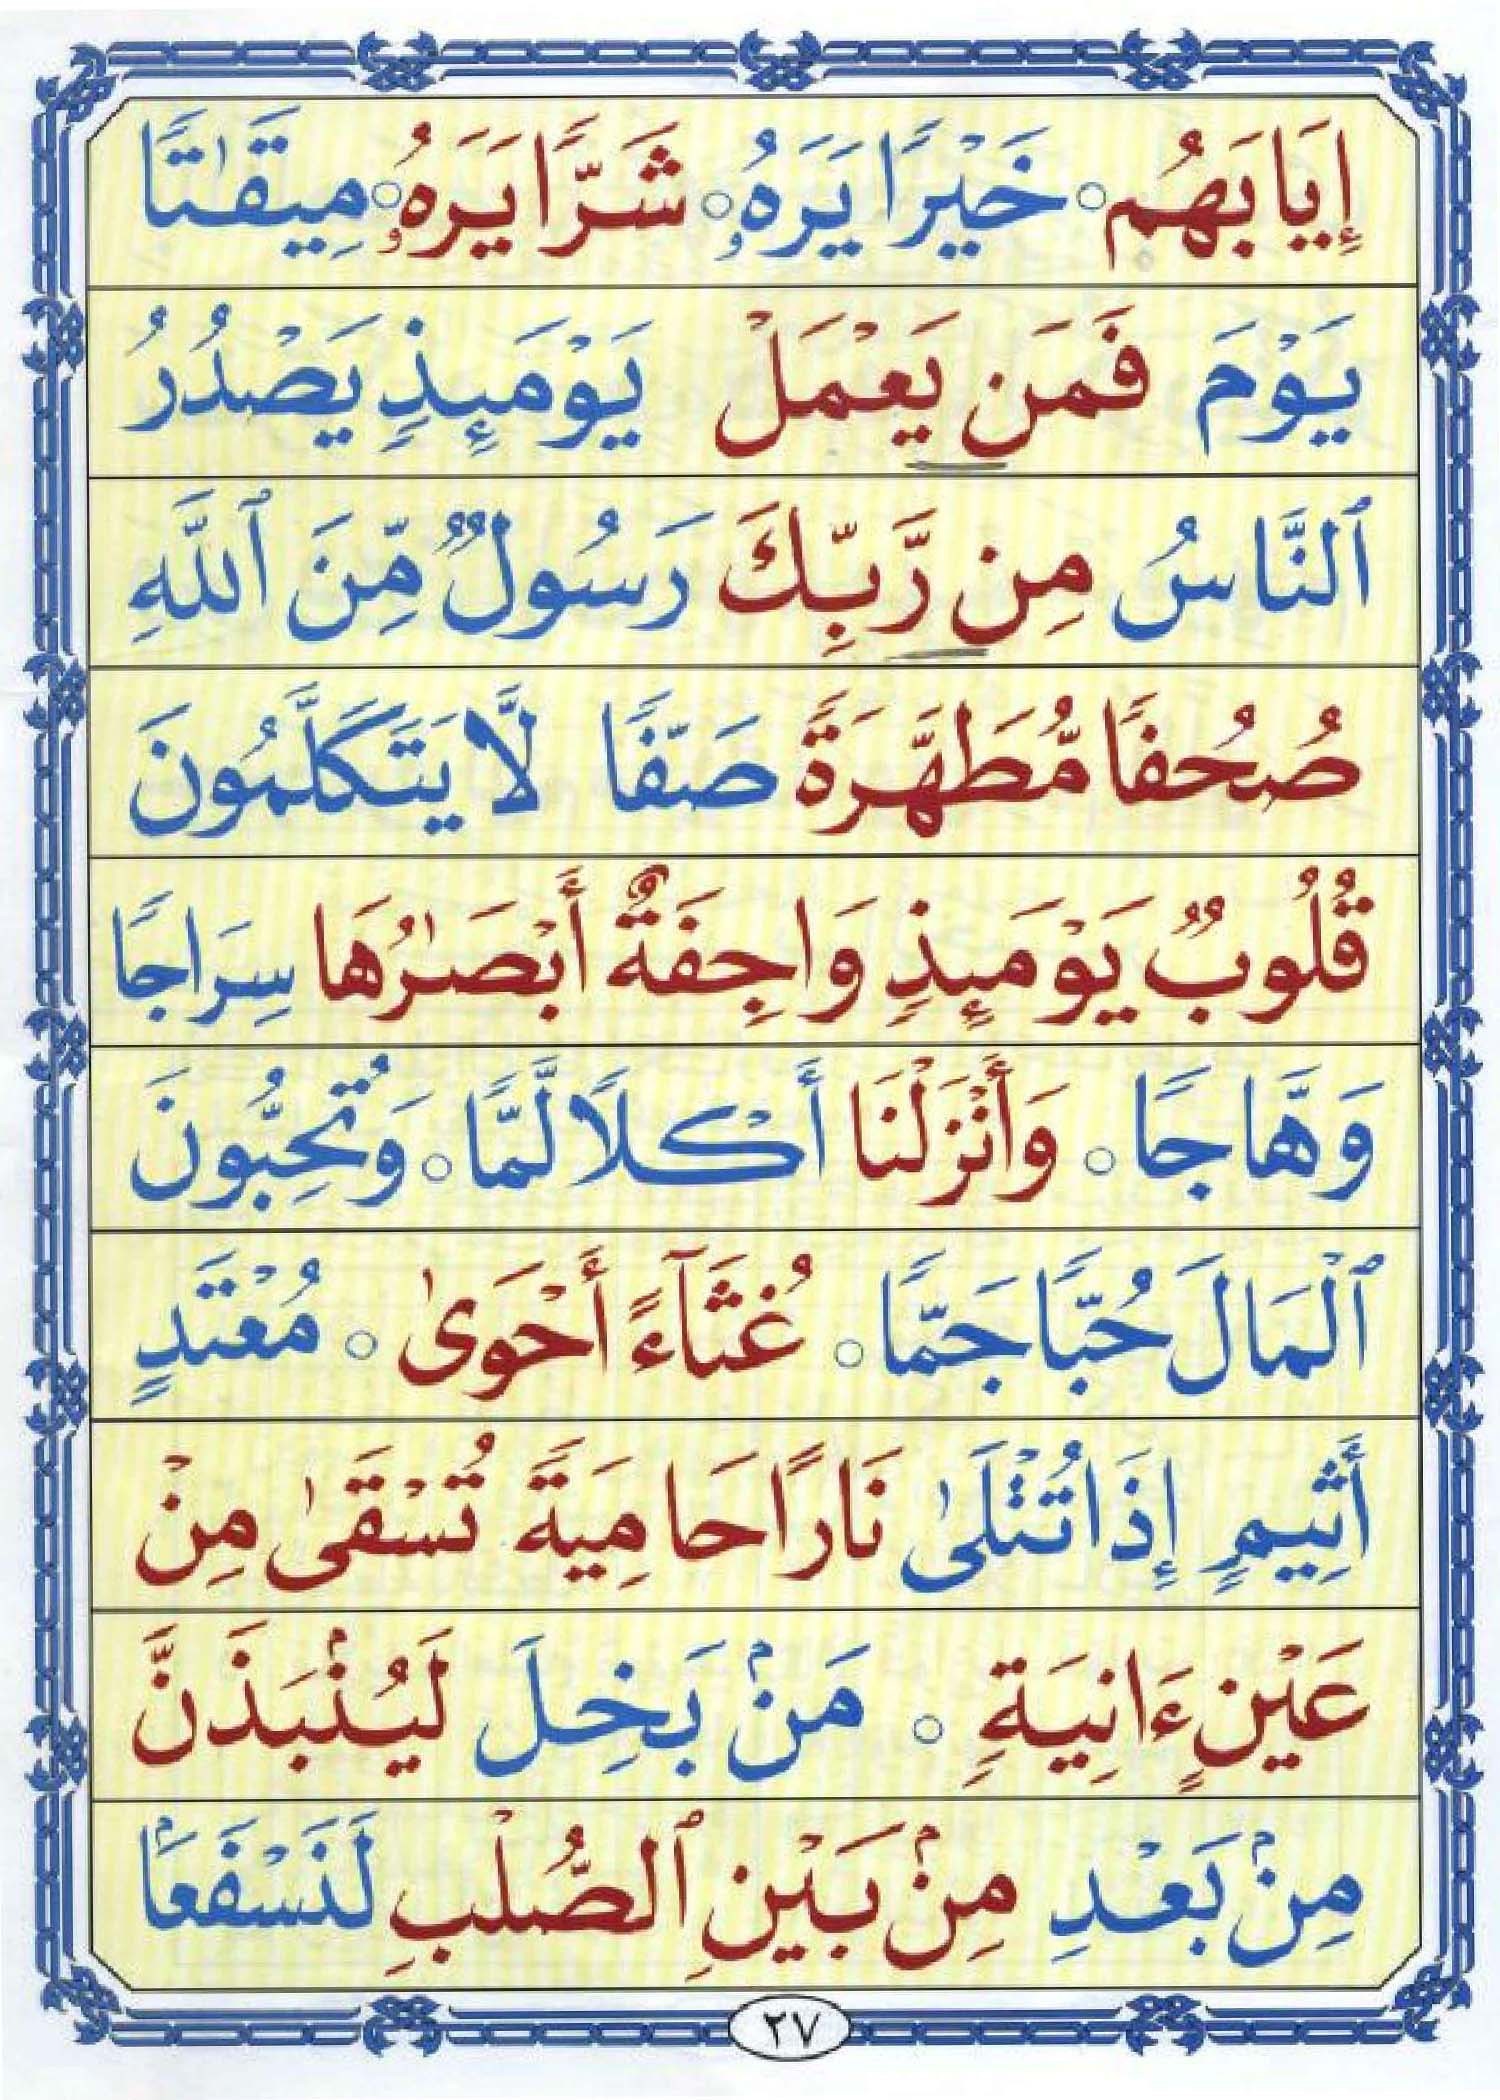 إِيَابَهُم ○ خَيْرًا يَرَهُۥ ○ شَرًّا يَرَهُۥ ○ مِيقَٰتًا
يَوْمَ فَمَن يَعْمَلْ يَوْمَئِذٍ يَصْدُرُ
ٱلنَّاسُ مِن رَّبِّكَ رَسُولٌ مِّنَ ٱللَّهِ
صُحُفًا مُّطَهَّرَةً صَفًّا لَّا يَتَكَلَّمُونَ
قُلُوبٌ يَوْمَئِذٍ وَاجِفَةٌ أَبْصَٰرُهَا سِرَاجًا
وَهَّاجًا ○ وَأَنْزَلْنَا أَكْلًا لَّمًّا ○ وَتُحِبُّونَ
ٱلْمَالَ حُبًّا جَمًّا ○ غُثَآءً أَحْوَىٰ ○ مُعْتَدٍ
أَثِيمٍ إِذَا تُتْلَىٰ نَارًا حَامِيَةً تُسْقَىٰ مِنْ
عَيْنٍ ءَانِيَةٍ ○ مَنۢ بَخِلَ لَيُنۢبَذَنَّ
مِنۢ بَعْدِ مِنۢ بَيْنِ ٱلصُّلْبِ لَنَسْفَعَۢا
٢٧